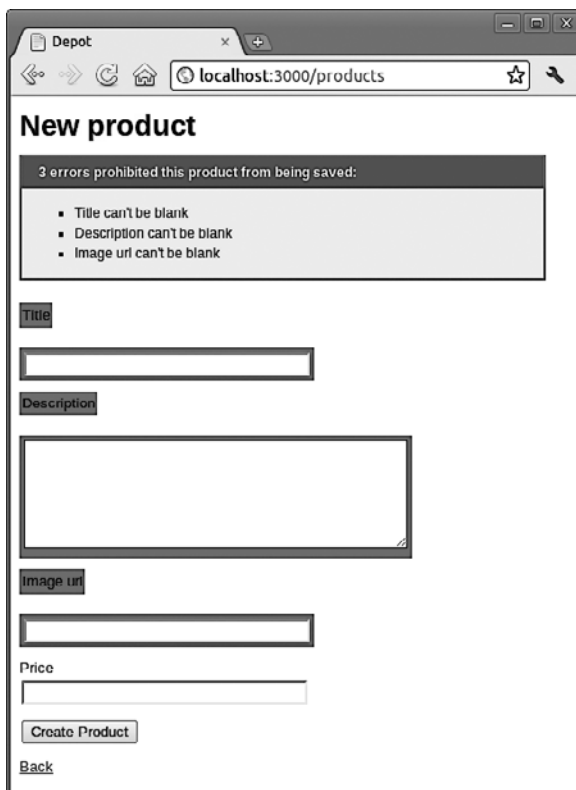 Depot
localhost:3000/products
New product
3 errors prohibited this product from being saved:
Title can't be blank
Description can't be blank
Image url can't be blank
Title
Description
Image url
Price
Create Product
Back